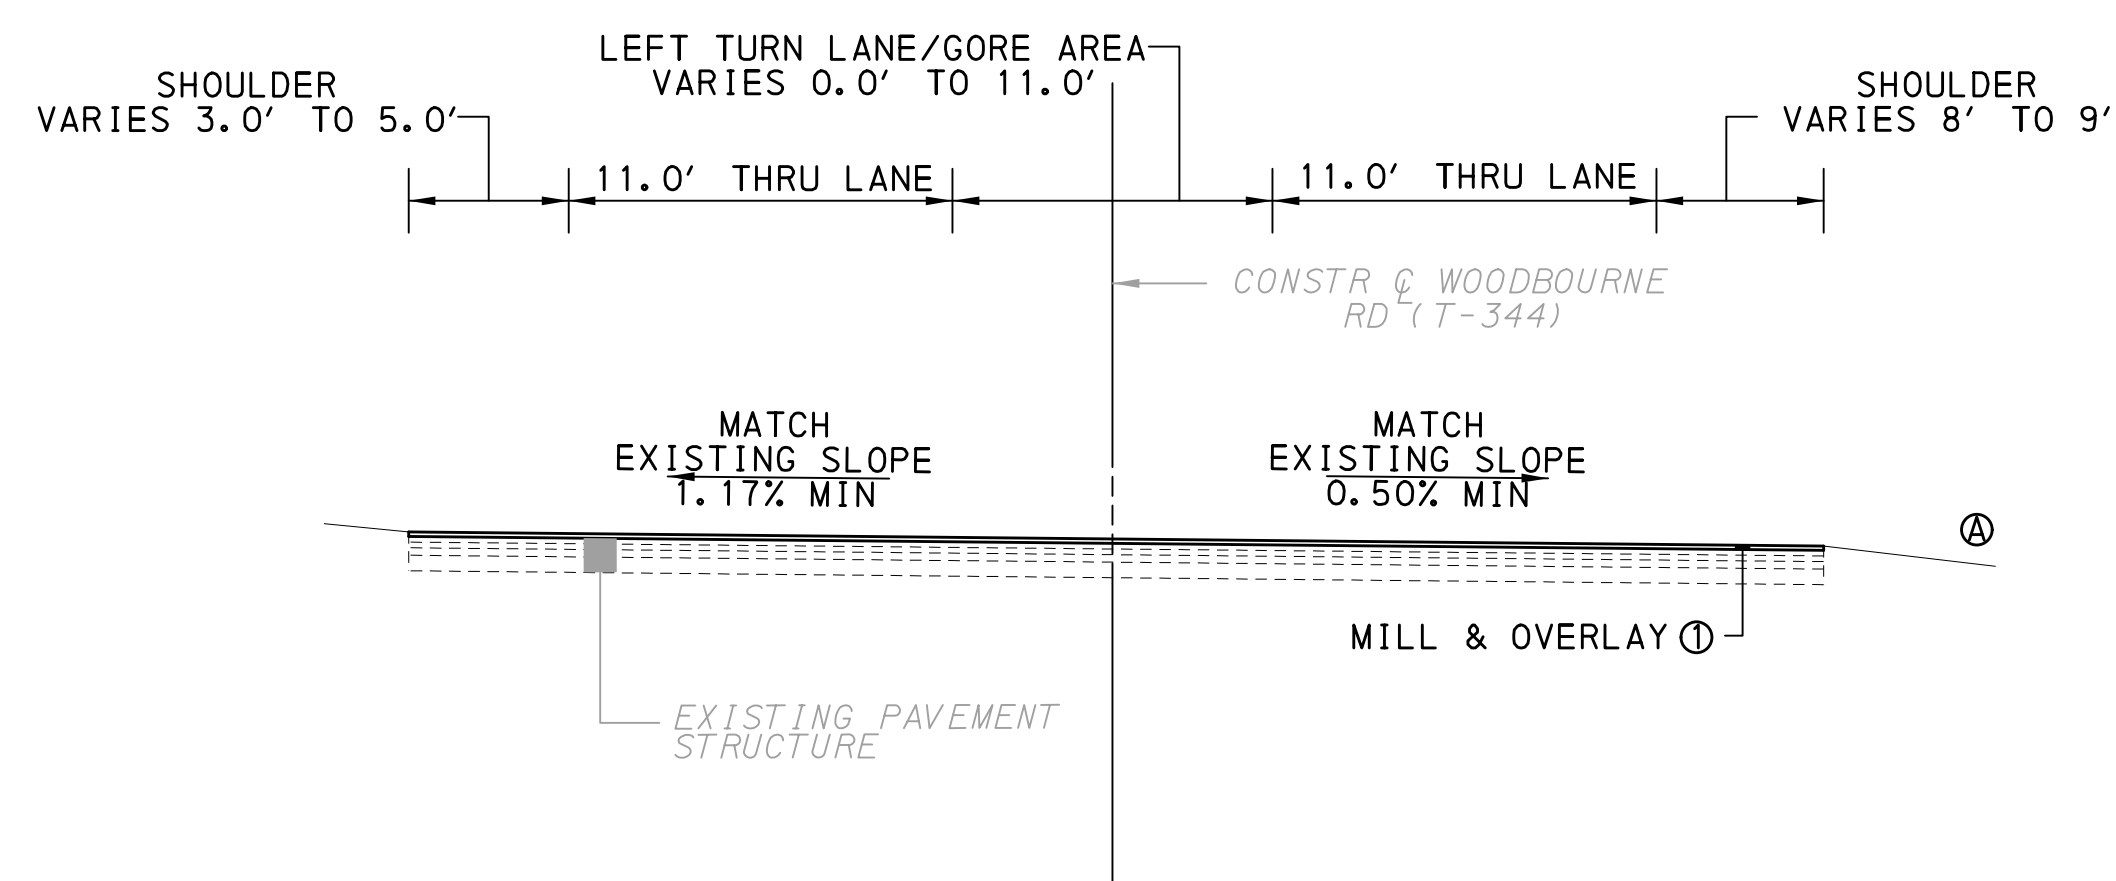 LEFT TURN LANE/GORE AREA
VARIES 0.0' TO 11.0'
SHOULDER
VARIES 3.0' TO 5.0'
SHOULDER
VARIES 8' TO 9'
11.0' THRU LANE
11.0' THRU LANE
CONSTR ℄ WOODBOURNE
RD (T-344)
MATCH
EXISTING SLOPE
1.17% MIN
MATCH
EXISTING SLOPE
0.50% MIN
A
MILL & OVERLAY 1
EXISTING PAVEMENT
STRUCTURE